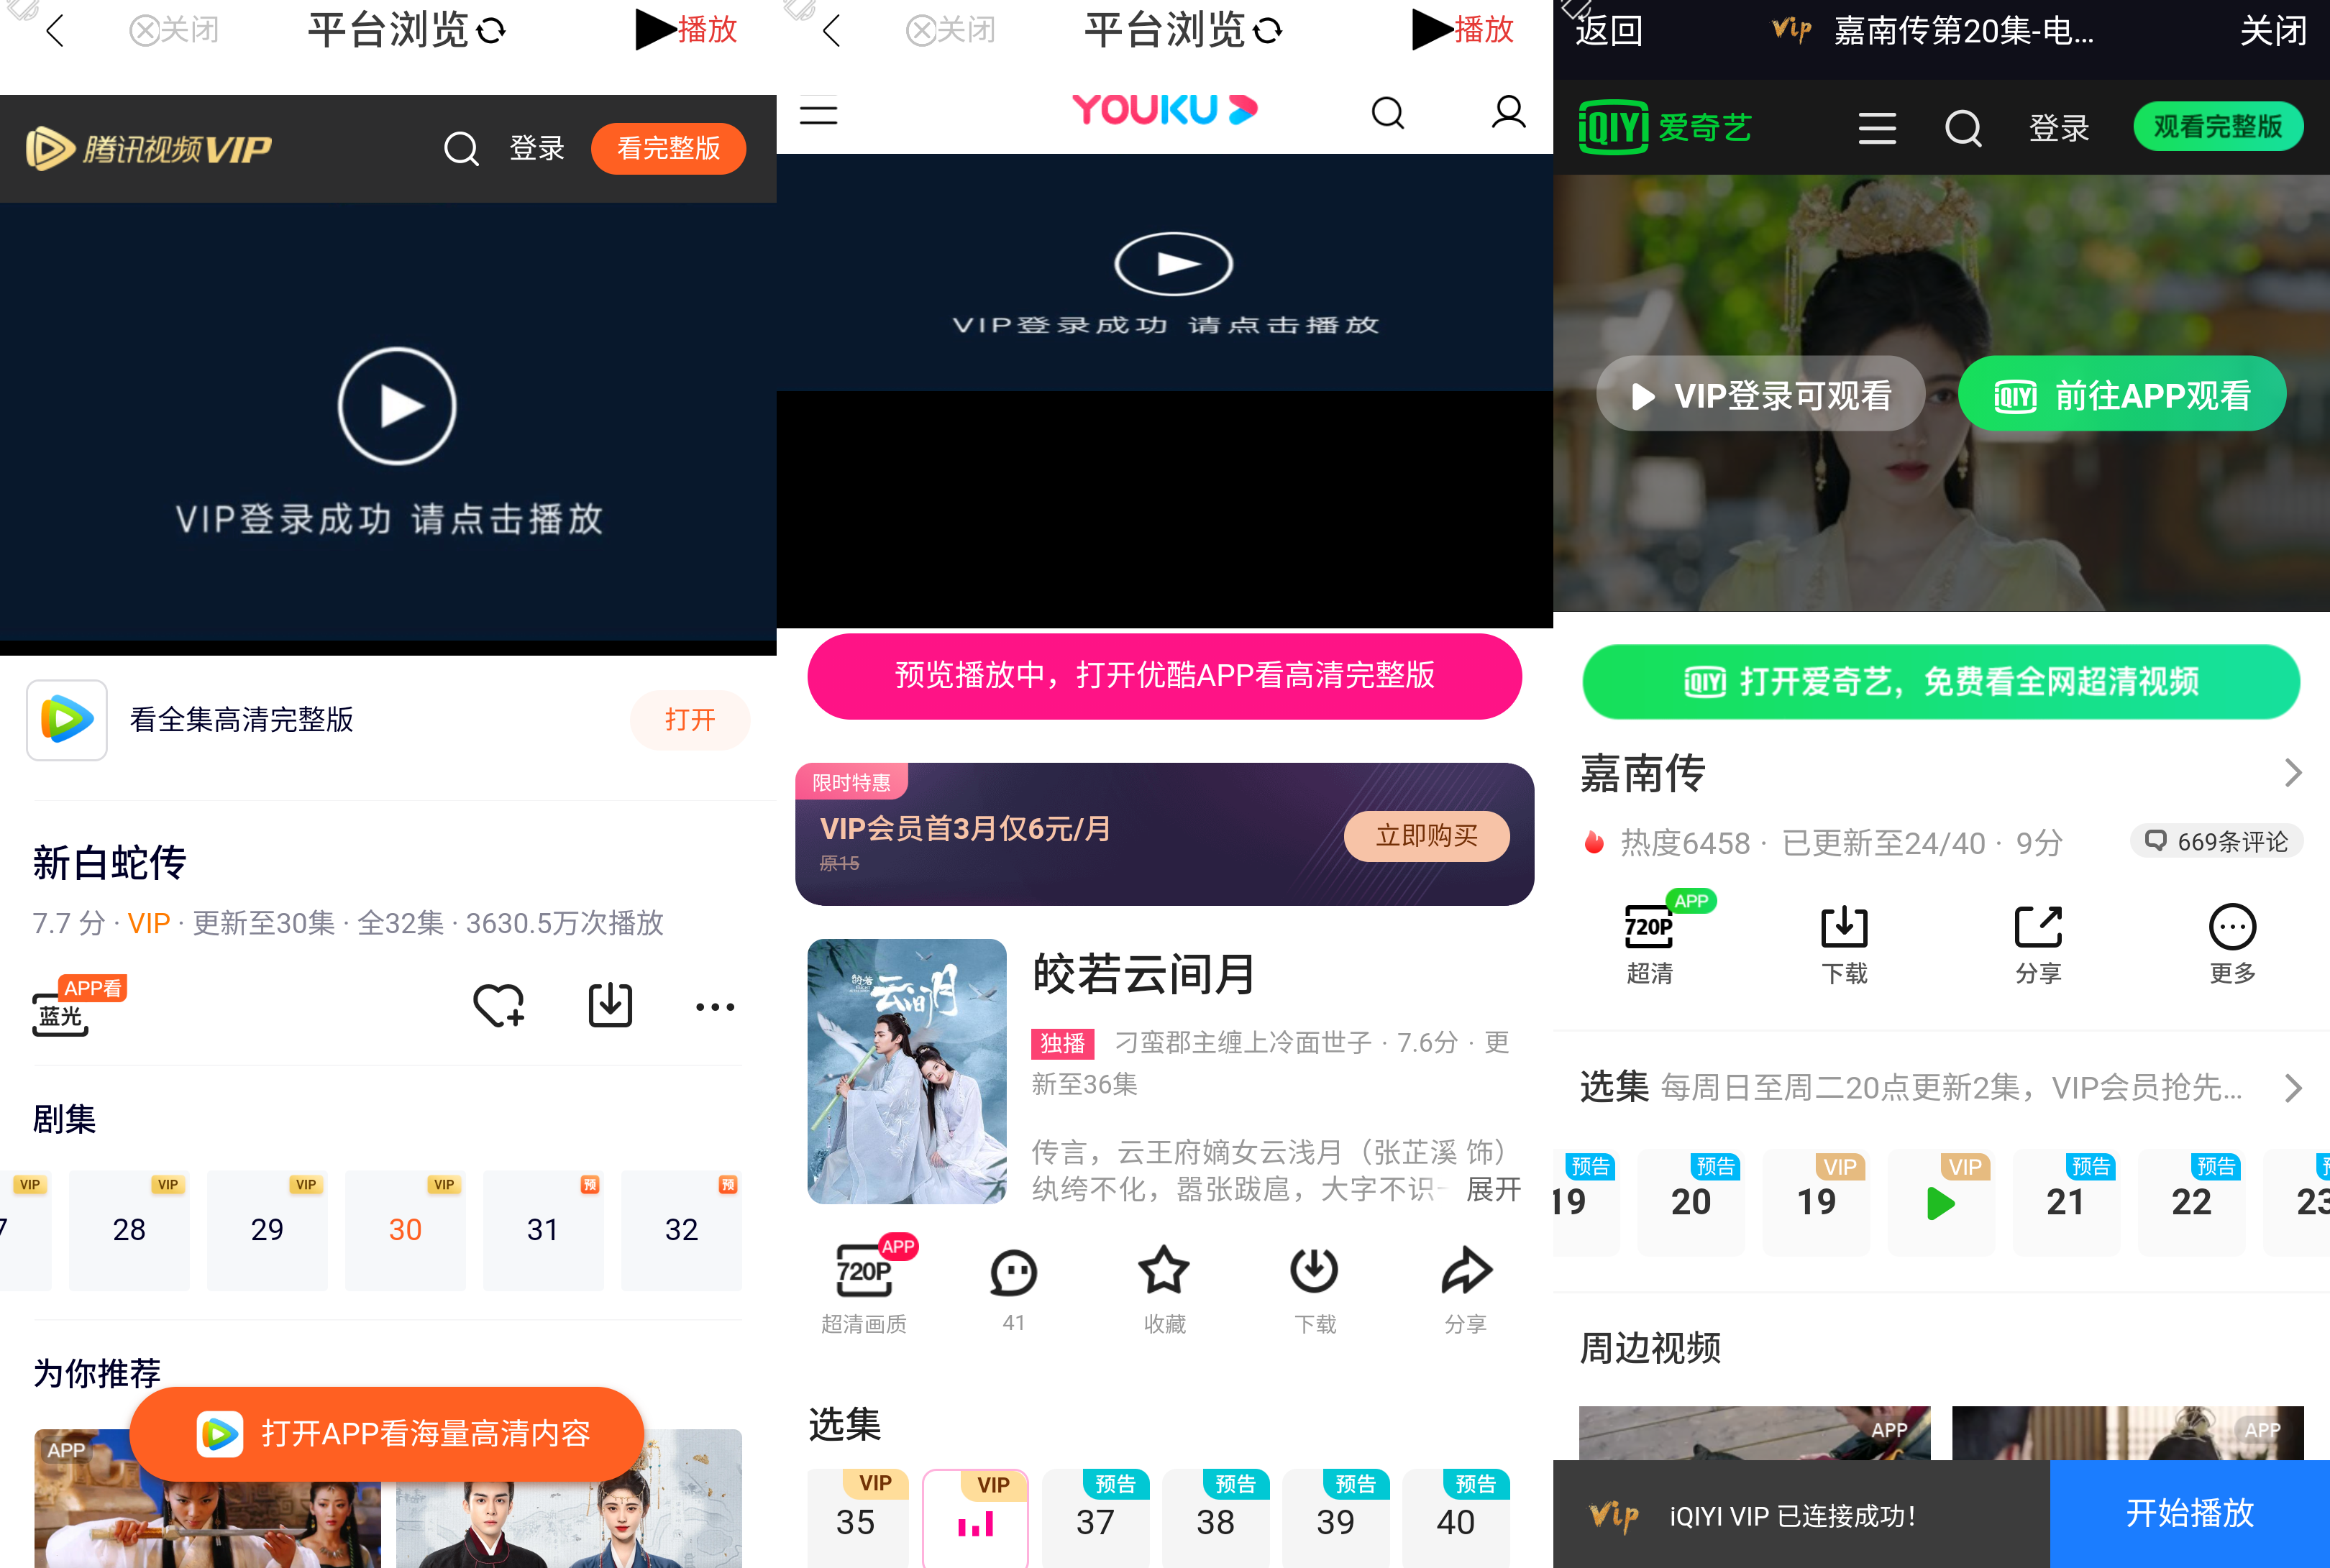 关闭
平台浏览
播放
腾讯视频VIP
登录
看完整版
VIP登录成功 请点击播放
看全集高清完整版
打开
新白蛇传
7.7 分 · VIP · 更新至30集 · 全32集 · 3630.5万次播放
APP看
蓝光
剧集
VIP
VIP
VIP
VIP
预
预
28
29
30
31
32
为你推荐
APP
打开APP看海量高清内容
关闭
平台浏览
播放
YOUKU
VIP登录成功 请点击播放
预览播放中，打开优酷APP看高清完整版
限时特惠
VIP会员首3月仅6元/月
原15
立即购买
皎若云间月
云间月
独播 刁蛮郡主缠上冷面世子 · 7.6分 · 更
新至36集
传言，云王府嫡女云浅月（张芷溪 饰）
纨绔不化，嚣张跋扈，大字不识一 展开
APP
720P
超清画质
41
收藏
下载
分享
选集
VIP
VIP
预告
预告
预告
预告
35
37
38
39
40
返回
Vip
嘉南传第20集-电...
关闭
iQIYI 爱奇艺
登录
观看完整版
VIP登录可观看
iQIYI 前往APP观看
iQIYI 打开爱奇艺，免费看全网超清视频
嘉南传
热度6458 · 已更新至24/40 · 9分
669条评论
APP
720P
超清
下载
分享
更多
选集 每周日至周二20点更新2集，VIP会员抢先...
预告
预告
VIP
VIP
预告
预告
19
20
19
21
22
23
周边视频
APP
APP
Vip
iQIYI VIP 已连接成功！
开始播放